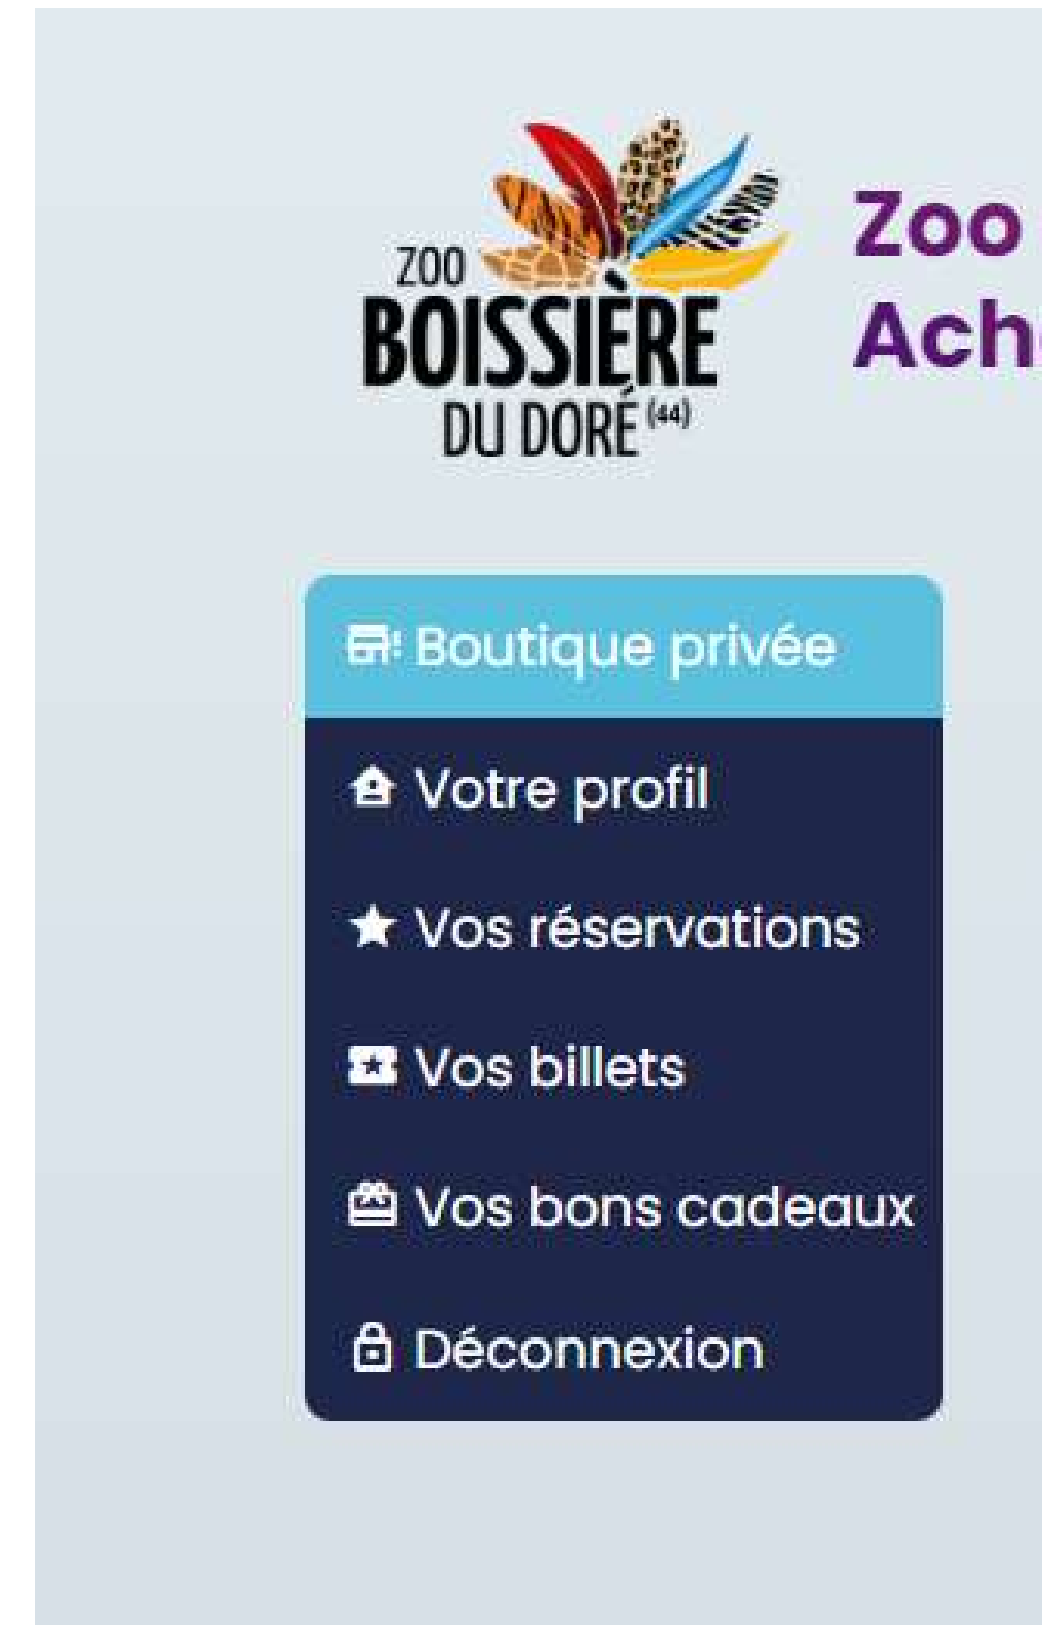 ZOO
BOISSIÈRE
DU DORÉ (44)
Zoo
Boutique privée
Votre profil
Vos réservations
Vos billets
Vos bons cadeaux
Déconnexion